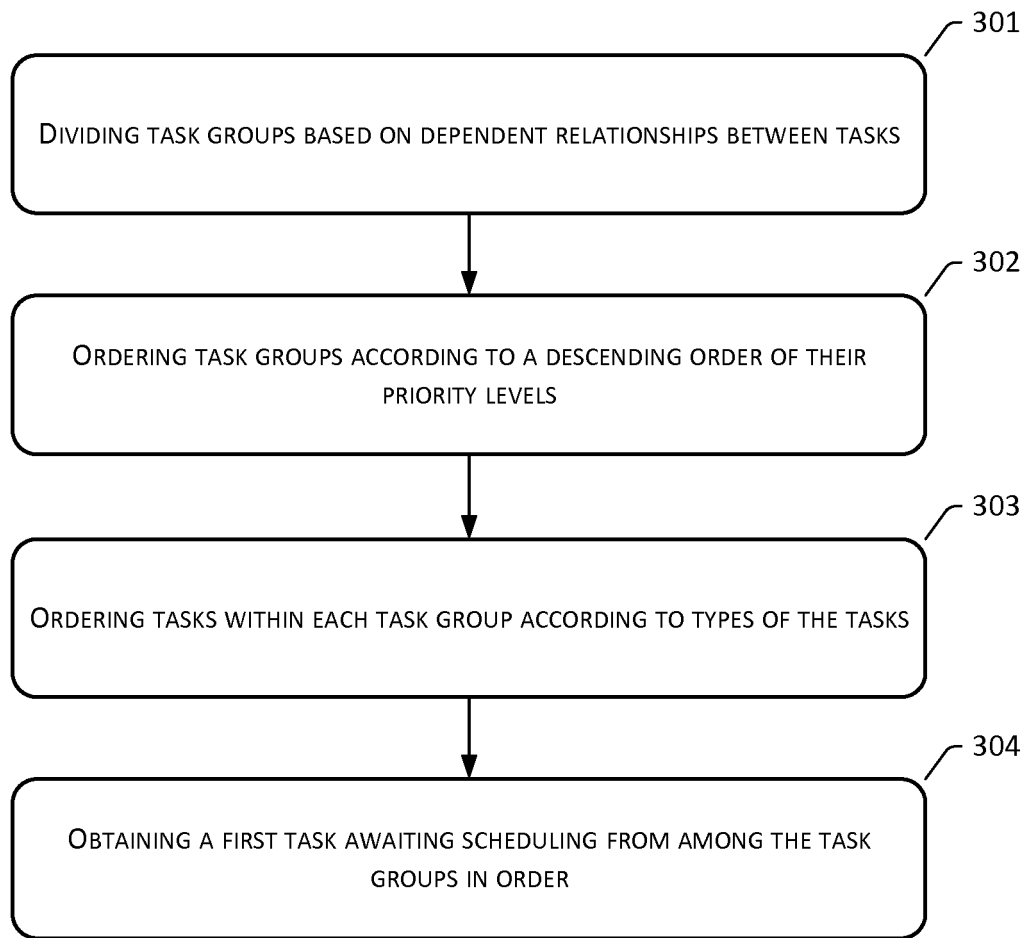 301
DIVIDING TASK GROUPS BASED ON DEPENDENT RELATIONSHIPS BETWEEN TASKS
302
ORDERING TASK GROUPS ACCORDING TO A DESCENDING ORDER OF THEIR
PRIORITY LEVELS
303
ORDERING TASKS WITHIN EACH TASK GROUP ACCORDING TO TYPES OF THE TASKS
304
OBTAINING A FIRST TASK AWAITING SCHEDULING FROM AMONG THE TASK
GROUPS IN ORDER